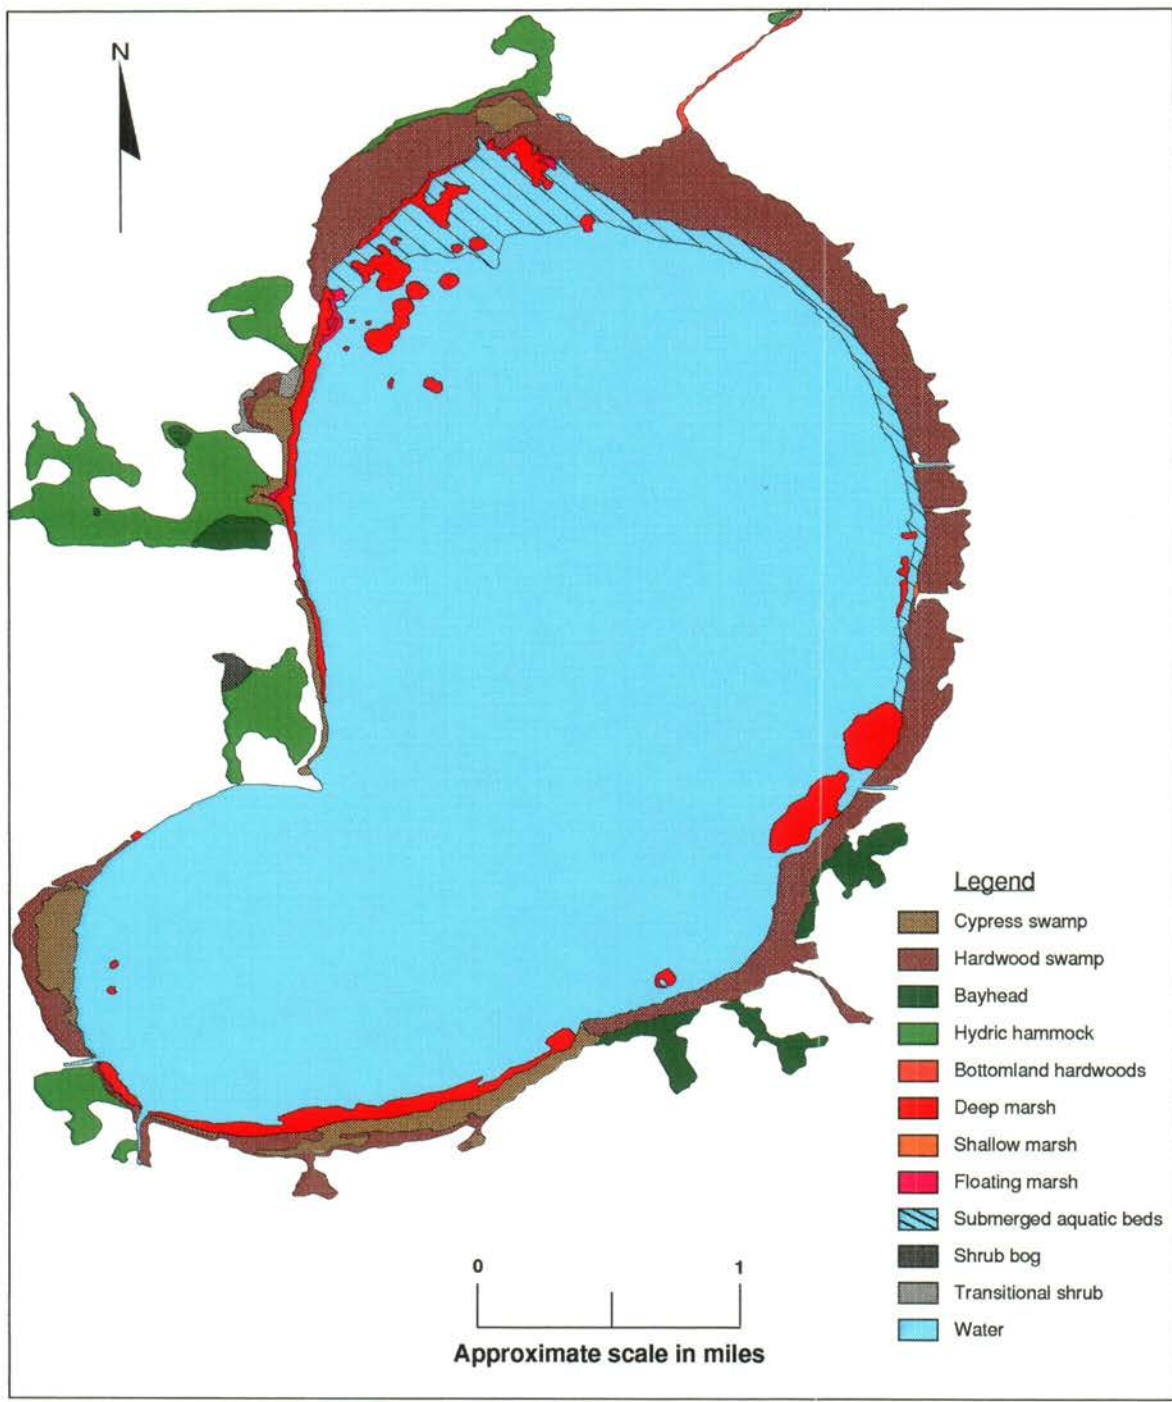 N
Legend
Cypress swamp
Hardwood swamp
Bayhead
Hydric hammock
Bottomland hardwoods
Deep marsh
Shallow marsh
Floating marsh
Submerged aquatic beds
Shrub bog
Transitional shrub
Water
0 1
Approximate scale in miles